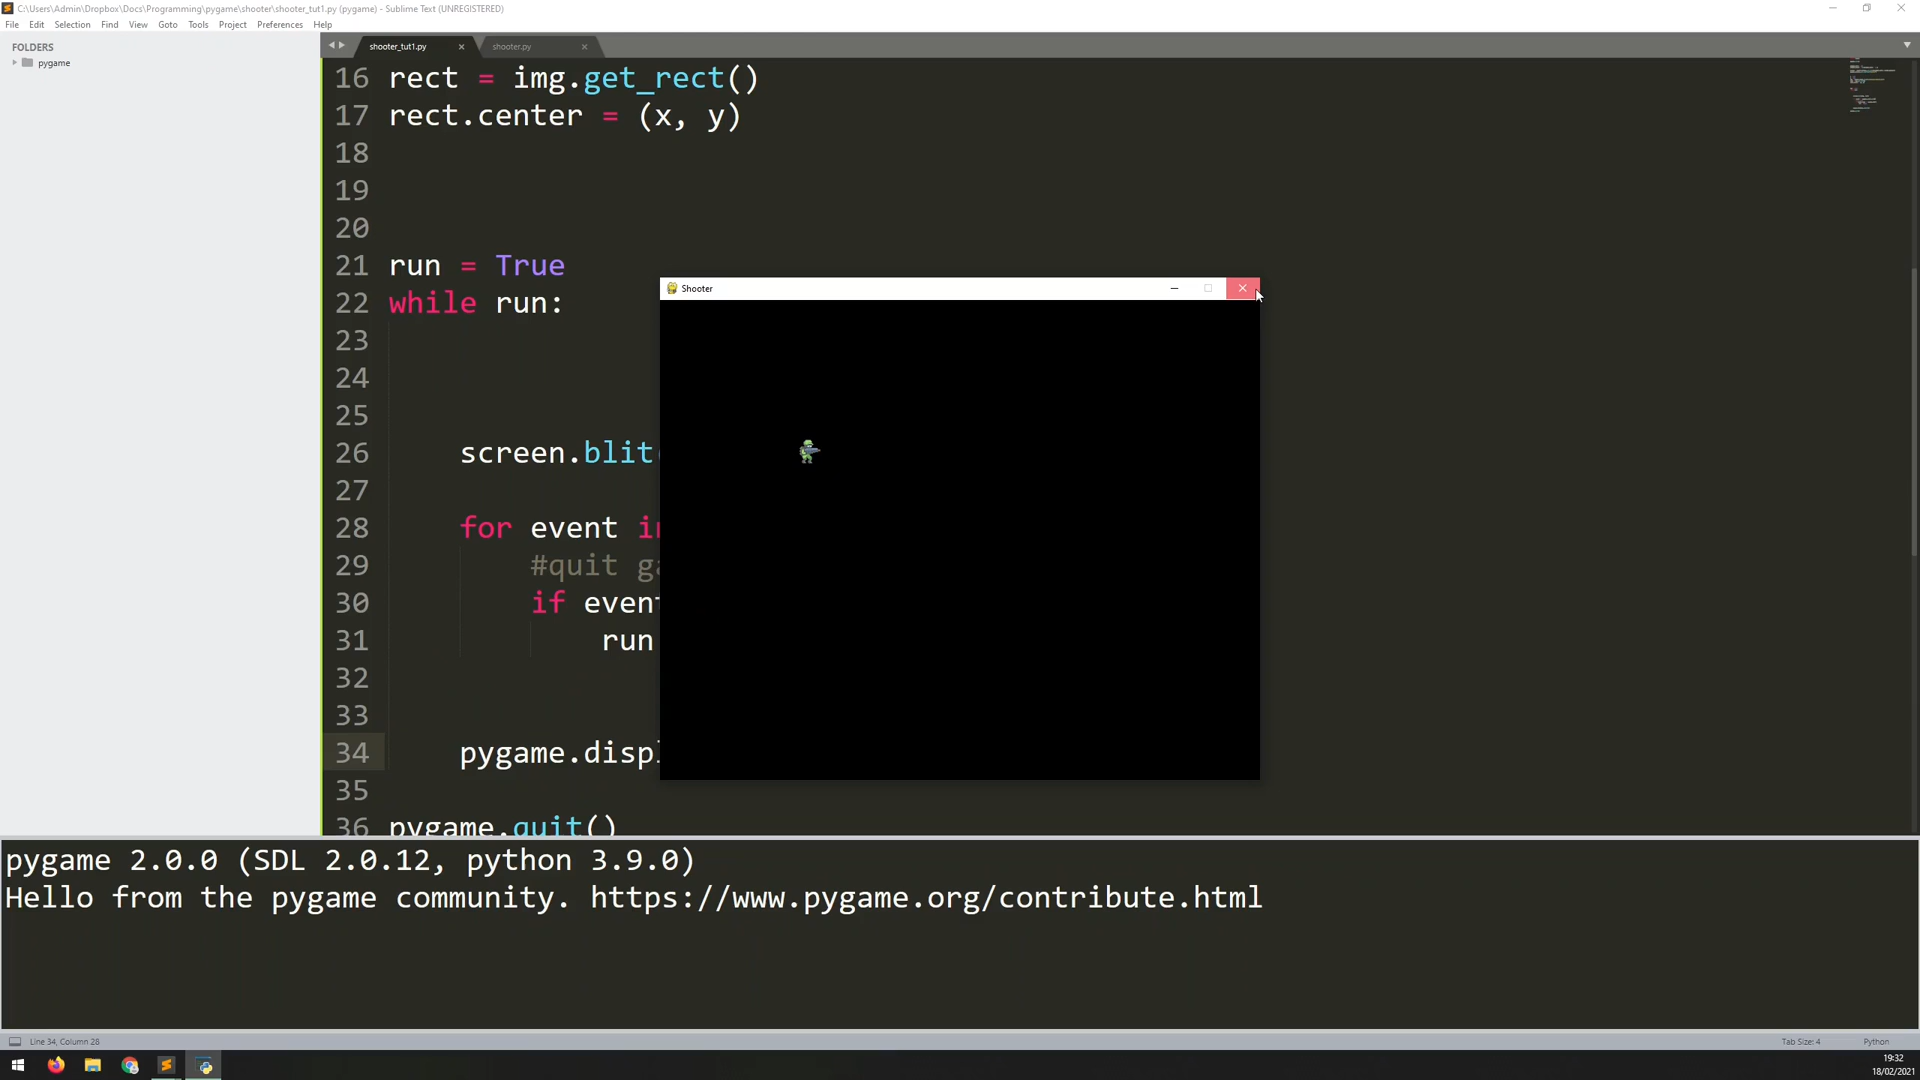 C:\Users\Admin\Dropbox\Docs\Programming\pygame\shooter\shooter_tut1.py (pygame) - Sublime Text (UNREGISTERED)
File Edit Selection Find View Goto Tools Project Preferences Help
FOLDERS
pygame
shooter_tut1.py
shooter.py
16 rect = img.get_rect()
17 rect.center = (x, y)
18
19
20
21 run = True
22 while run:
23
24
25
26 screen.blit(
27
28 for event in
29 #quit ga
30 if event
31 run
32
33
34 pygame.displ
35
36 pygame.quit()
Shooter
pygame 2.0.0 (SDL 2.0.12, python 3.9.0)
Hello from the pygame community. https://www.pygame.org/contribute.html
Line 34, Column 28
Tab Size: 4
Python
19:32
18/02/2021